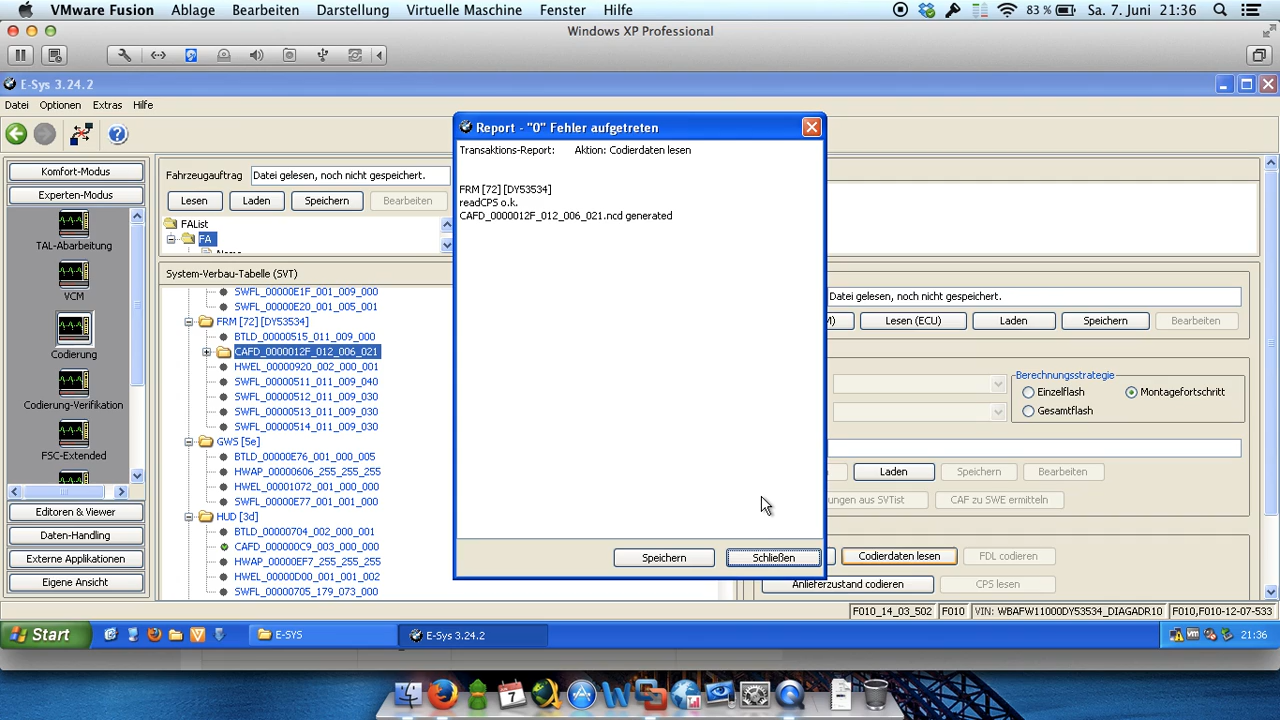 VMware Fusion Ablage Bearbeiten Darstellung Virtuelle Maschine Fenster Hilfe 83 % Sa. 7. Juni 21:36
Windows XP Professional
E-Sys 3.24.2
Datei Optionen Extras Hilfe
Komfort-Modus
Experten-Modus
TAL-Abarbeitung
VCM
Codierung
Codierung-Verifikation
FSC-Extended
Editoren & Viewer
Daten-Handling
Externe Applikationen
Eigene Ansicht
Fahrzeugauftrag Datei gelesen, noch nicht gespeichert.
Lesen Laden Speichern Bearbeiten
FAList
FA
System-Verbau-Tabelle (SVT)
SWFL_00000E1F_001_009_000
SWFL_00000E20_001_005_001
FRM [72] [DY53534]
BTLD_00000515_011_009_000
CAFD_0000012F_012_006_021
HWEL_00000920_002_000_001
SWFL_00000511_011_009_040
SWFL_00000512_011_009_030
SWFL_00000513_011_009_030
SWFL_00000514_011_009_030
GWS [5e]
BTLD_00000E76_001_000_005
HWAP_00000606_255_255_255
HWEL_00001072_001_000_000
SWFL_00000E77_001_001_000
HUD [3d]
BTLD_00000704_002_000_001
CAFD_000000C9_003_000_000
HWAP_00000EF7_255_255_255
HWEL_00000D00_001_001_002
SWFL_00000705_179_073_000
Report - "0" Fehler aufgetreten
Transaktions-Report: Aktion: Codierdaten lesen
FRM [72] [DY53534]
readCPS o.k.
CAFD_0000012F_012_006_021.ncd generated
Speichern Schließen
Datei gelesen, noch nicht gespeichert.
) Lesen (ECU) Laden Speichern Bearbeiten
Berechnungsstrategie
Einzelflash Montagefortschritt
Gesamtflash
Laden Speichern Bearbeiten
ungen aus SVTist CAF zu SWE ermitteln
Codierdaten lesen FDL codieren
Anlieferzustand codieren CPS lesen
F010_14_03_502 F010 VIN: WBAFW11000DY53534_DIAGADR10 F010,F010-12-07-533
Start E-SYS E-Sys 3.24.2 21:36
7